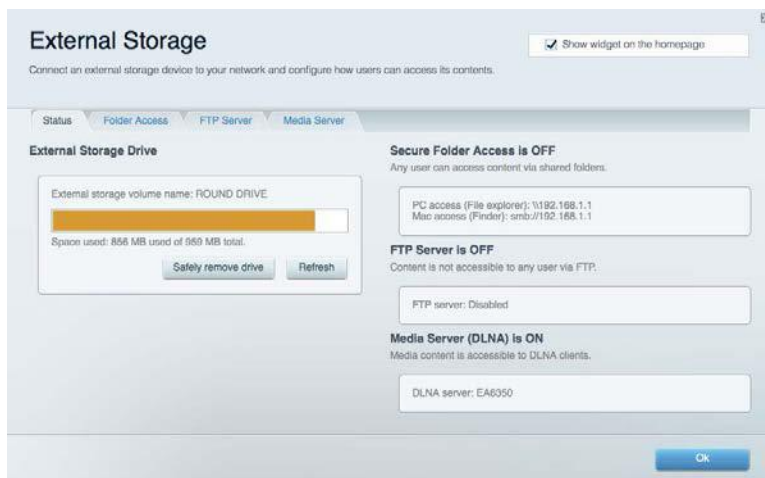 External Storage
Show widget on the homepage
Connect an external storage device to your network and configure how users can access its contents.
Status
Folder Access
FTP Server
Media Server
External Storage Drive
External storage volume name: ROUND DRIVE
Space used: 856 MB used of 959 MB total.
Safely remove drive
Refresh
Secure Folder Access is OFF
Any user can access content via shared folders.
PC access (File explorer): \\192.168.1.1
Mac access (Finder): smb://192.168.1.1
FTP Server is OFF
Content is not accessible to any user via FTP.
FTP server: Disabled
Media Server (DLNA) is ON
Media content is accessible to DLNA clients.
DLNA server: EA6350
Ok